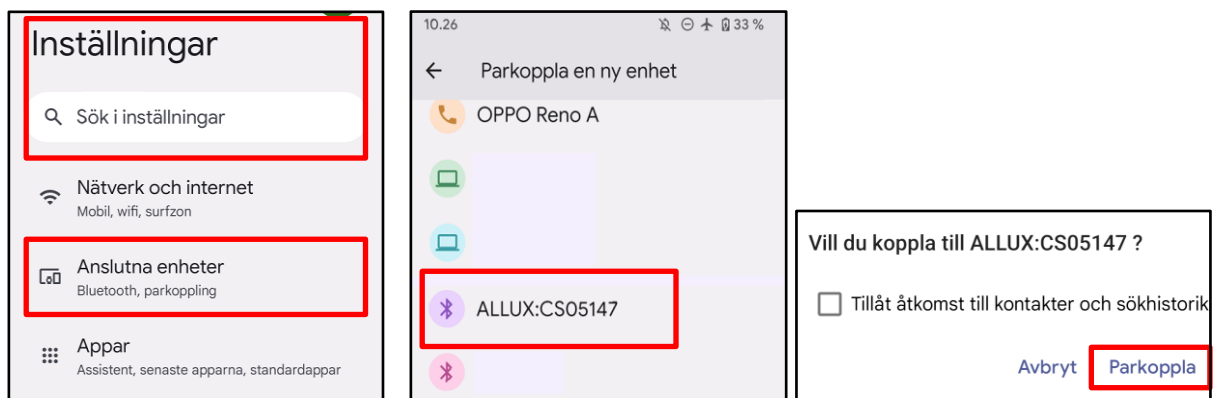 Inställningar
Sök i inställningar
Nätverk och internet
Mobil, wifi, surfzon
Anslutna enheter
Bluetooth, parkoppling
Appar
Assistent, senaste apparna, standardappar
10.26 33 %
Parkoppla en ny enhet
OPPO Reno A
ALLUX:CS05147
Vill du koppla till ALLUX:CS05147 ?
Tillåt åtkomst till kontakter och sökhistorik
Avbryt Parkoppla